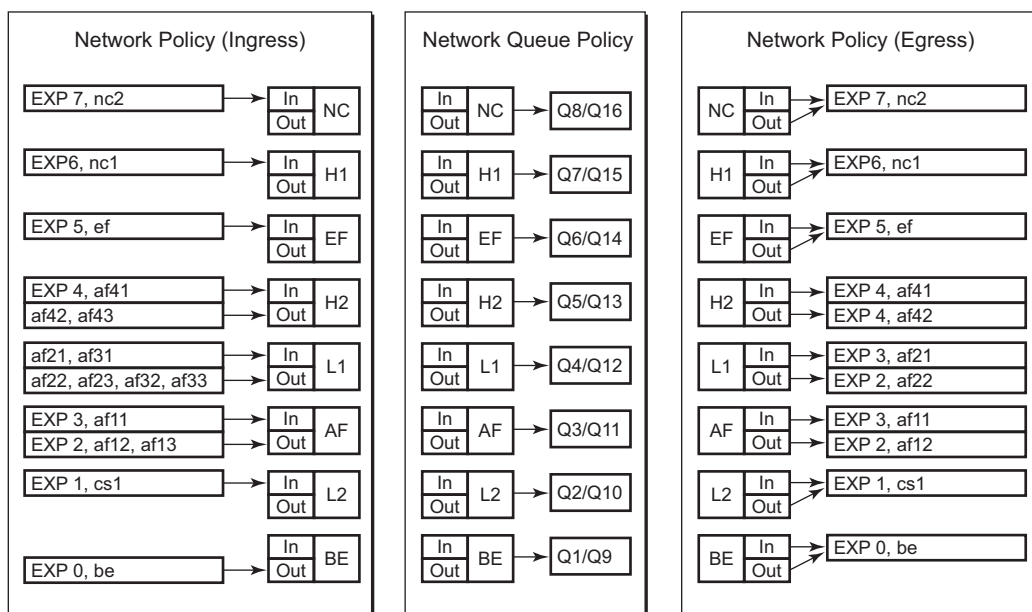 Network Policy (Ingress)
EXP 7, nc2
In
Out
NC
EXP6, nc1
In
Out
H1
EXP 5, ef
In
Out
EF
EXP 4, af41
af42, af43
In
Out
H2
af21, af31
af22, af23, af32, af33
In
Out
L1
EXP 3, af11
EXP 2, af12, af13
In
Out
AF
EXP 1, cs1
In
Out
L2
EXP 0, be
In
Out
BE
Network Queue Policy
In
Out
NC
Q8/Q16
In
Out
H1
Q7/Q15
In
Out
EF
Q6/Q14
In
Out
H2
Q5/Q13
In
Out
L1
Q4/Q12
In
Out
AF
Q3/Q11
In
Out
L2
Q2/Q10
In
Out
BE
Q1/Q9
Network Policy (Egress)
NC
In
Out
EXP 7, nc2
H1
In
Out
EXP6, nc1
EF
In
Out
EXP 5, ef
H2
In
Out
EXP 4, af41
EXP 4, af42
L1
In
Out
EXP 3, af21
EXP 2, af22
AF
In
Out
EXP 3, af11
EXP 2, af12
L2
In
Out
EXP 1, cs1
BE
In
Out
EXP 0, be